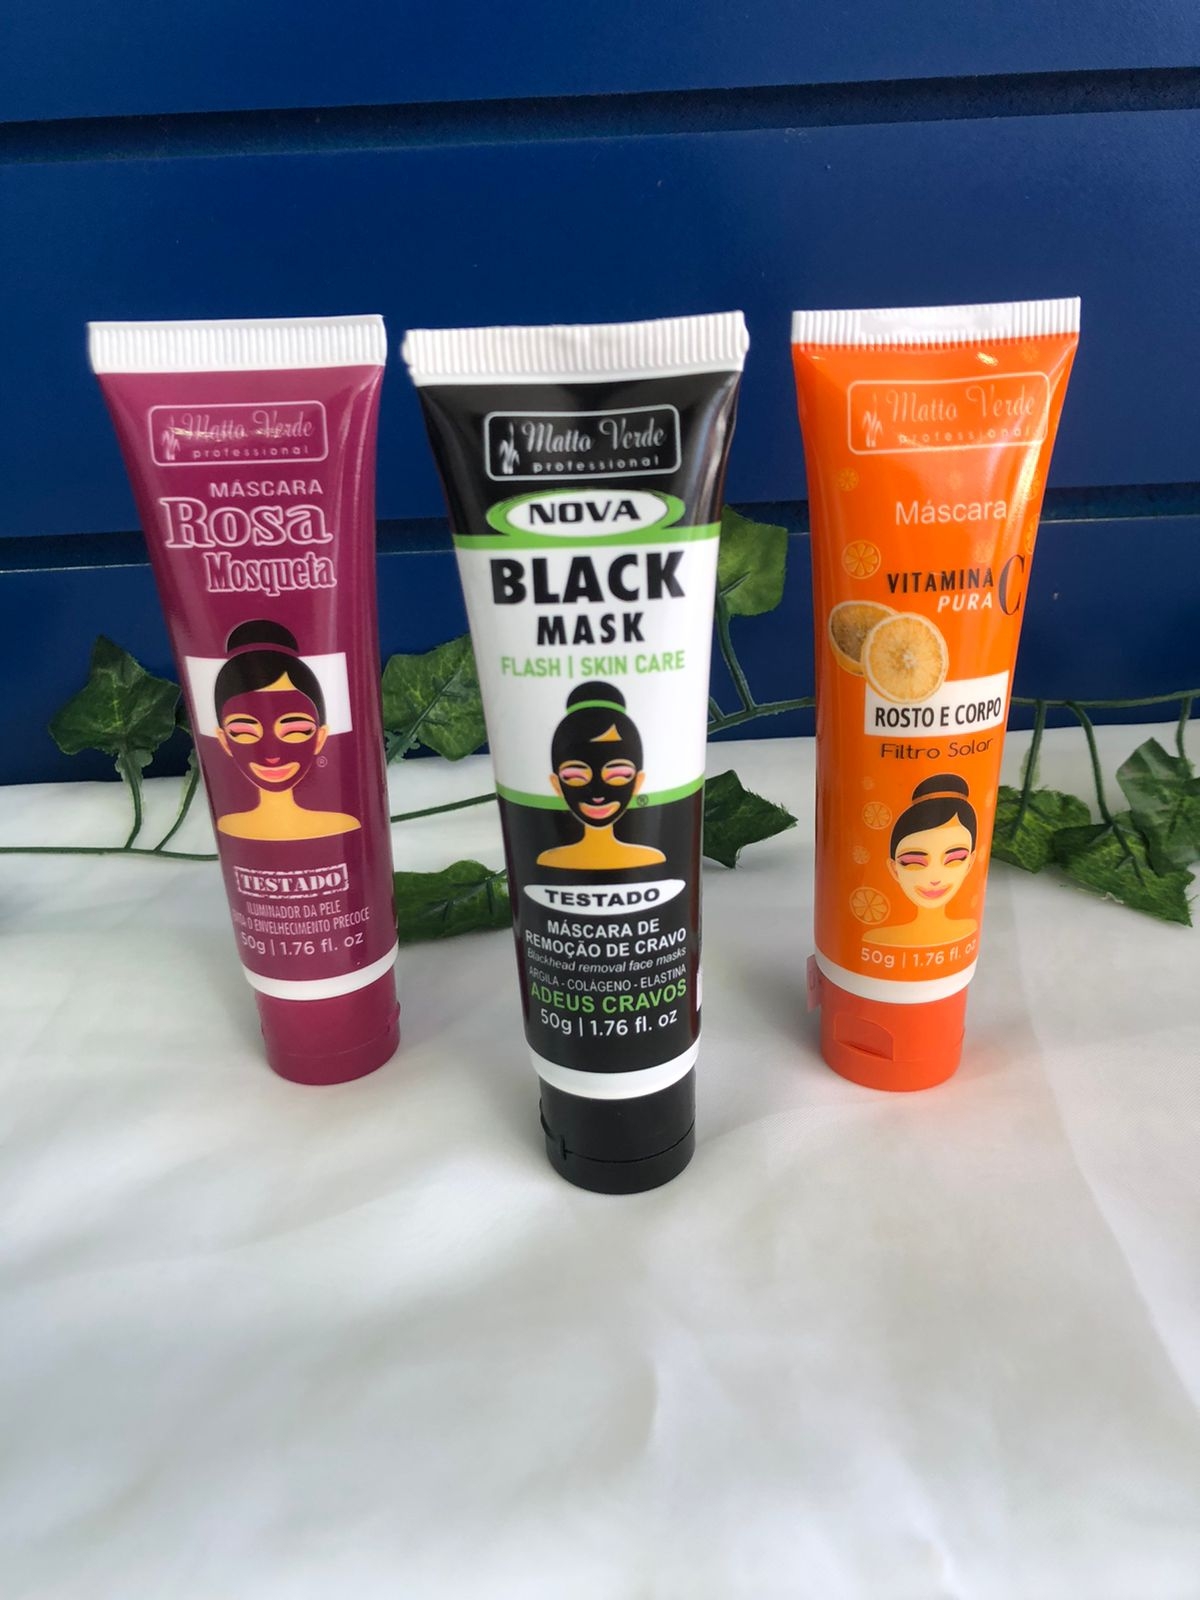 Matto Verde
professional
MÁSCARA
Rosa
Mosqueta
®
TESTADO
ILUMINADOR DA PELE
EVITA O ENVELHECIMENTO PRECOCE
50g | 1.76 fl. oz
Matto Verde
professional
NOVA
BLACK
MASK
FLASH | SKIN CARE
®
TESTADO
MÁSCARA DE
REMOÇÃO DE CRAVO
Blackhead removal face masks
ARGILA - COLÁGENO - ELASTINA
ADEUS CRAVOS
50g | 1.76 fl. oz
Matto Verde
professional
Máscara
VITAMINA C
PURA
ROSTO E CORPO
Filtro Solar
50g | 1.76 fl. oz